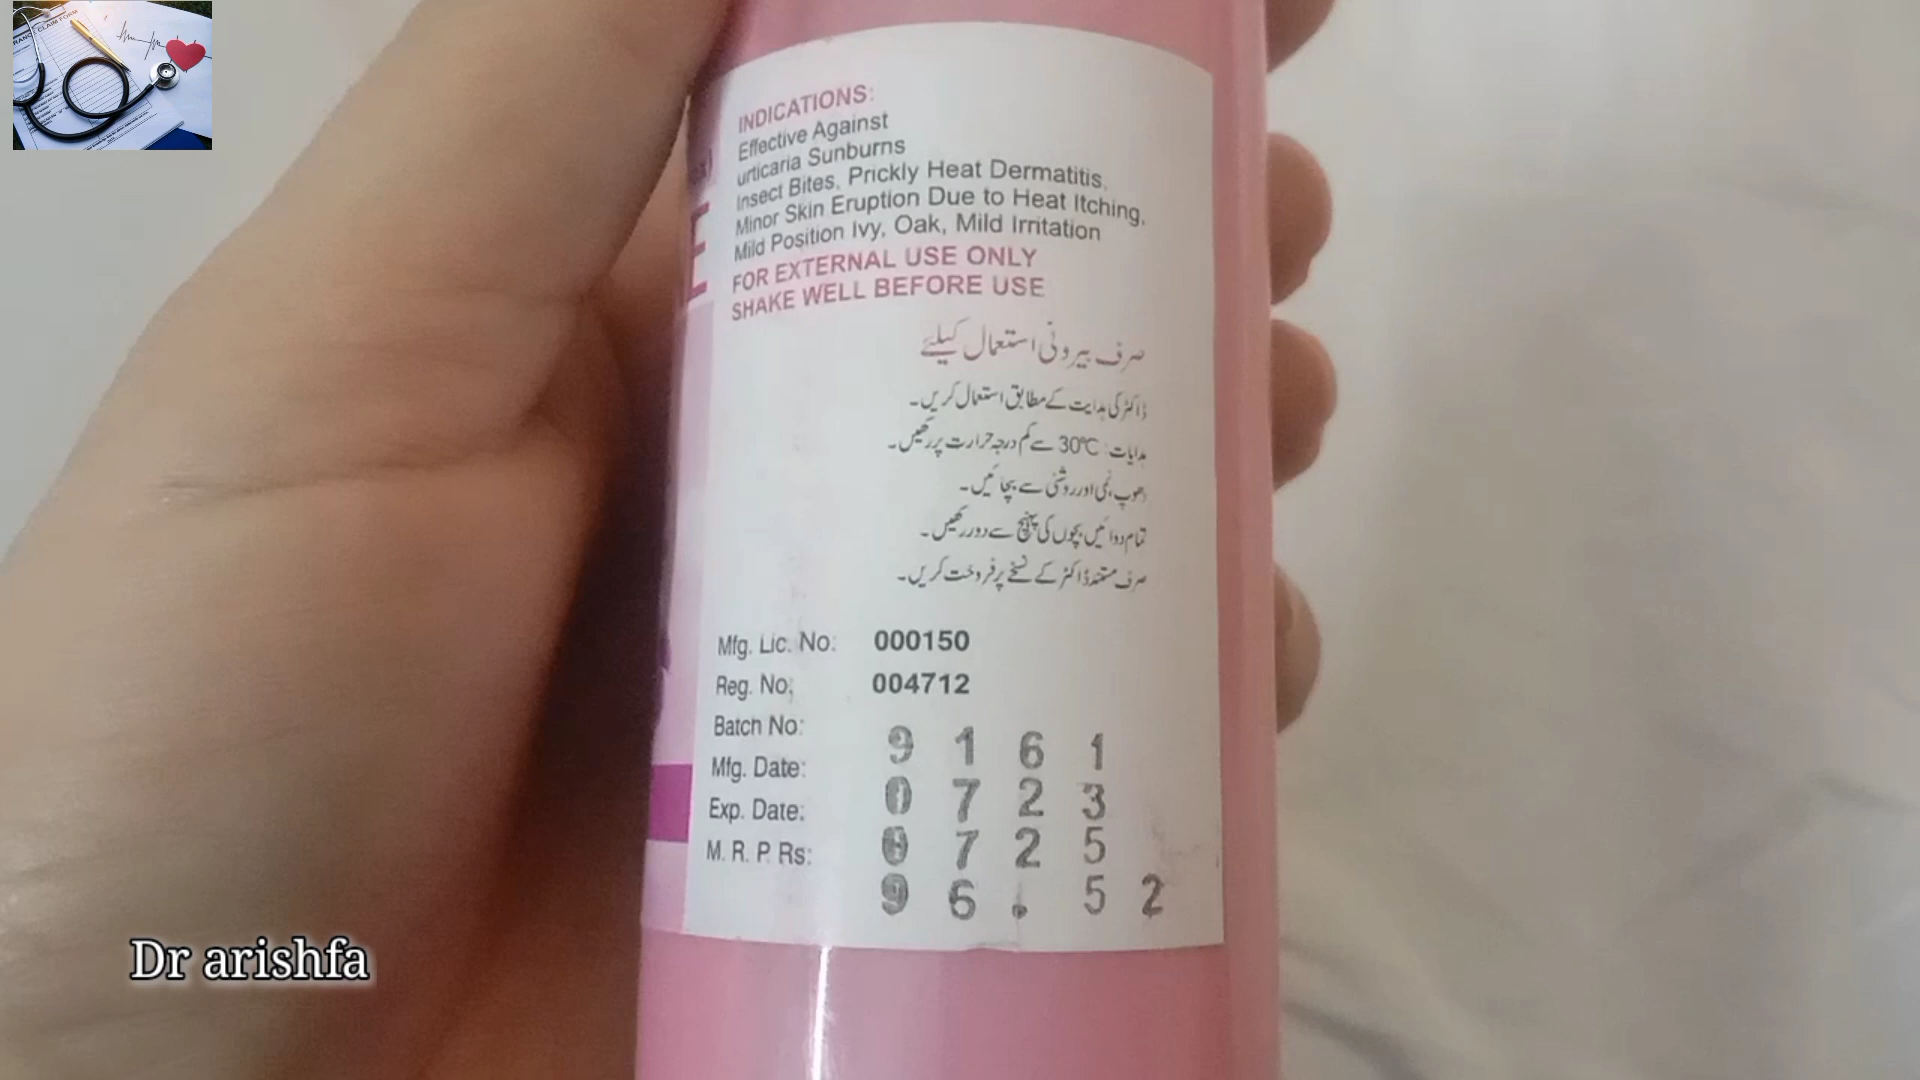 CLAIM FORM
INDICATIONS:
Effective Against
urticaria Sunburns
Insect Bites, Prickly Heat Dermatitis,
Minor Skin Eruption Due to Heat Itching,
Mild Position Ivy, Oak, Mild Irritation
FOR EXTERNAL USE ONLY
SHAKE WELL BEFORE USE
E
صرف بیرونی استعمال کیلئے
ڈاکٹر کی ہدایت کے مطابق استعمال کریں۔
ہدایات 30°C سے کم درجہ حرارت پر رکھیں۔
دھوپ، نمی اور روشنی سے بچائیں۔
تمام دوائیں بچوں کی پہنچ سے دور رکھیں۔
صرف مستند ڈاکٹر کے نسخے پر فروخت کریں۔
Mfg. Lic. No: 000150
Reg. No; 004712
Batch No: 9161
Mfg. Date: 0723
Exp. Date: 0725
M. R. P. Rs: 96.52
Dr arishfa